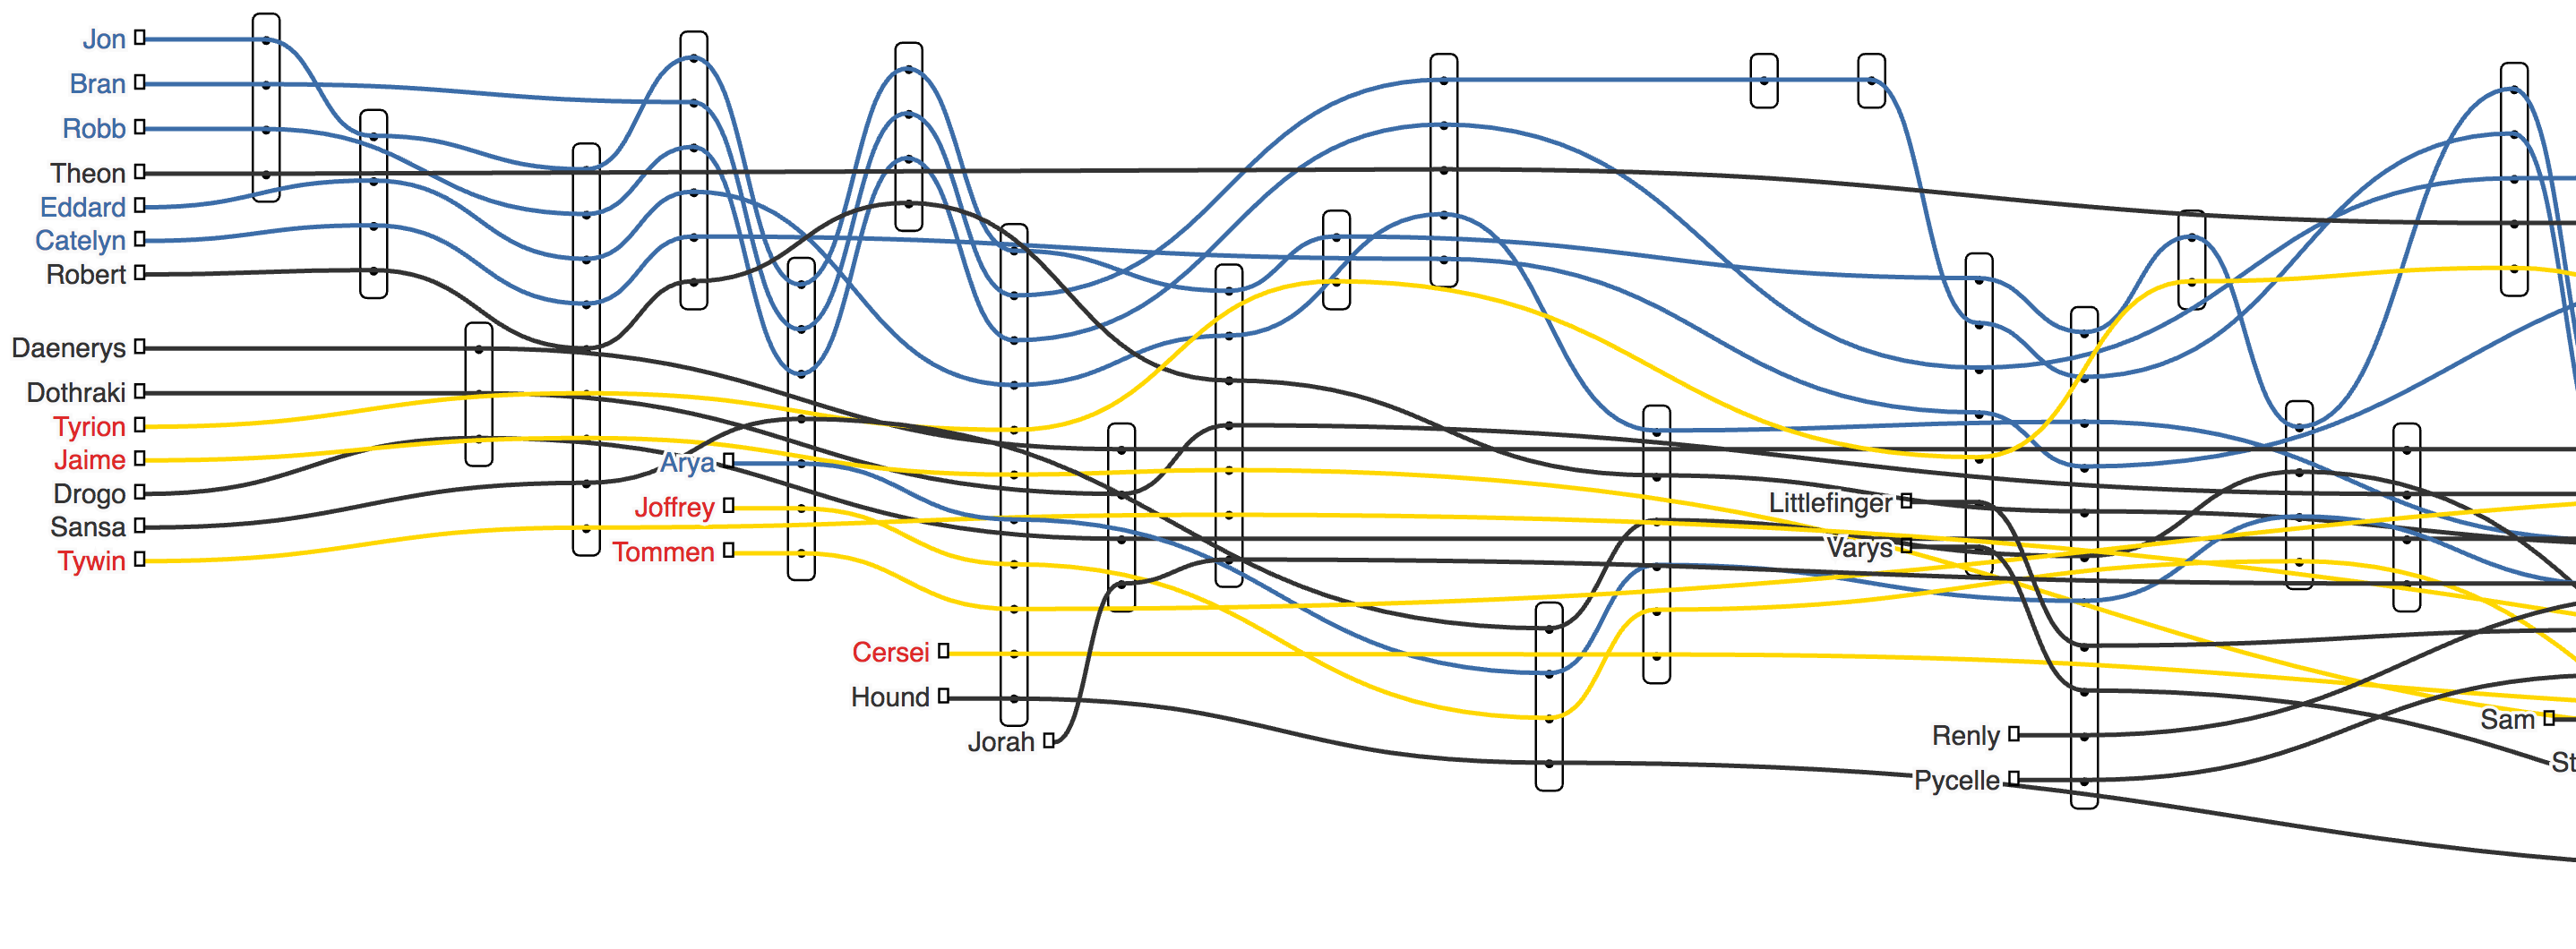 Jon
Bran
Robb
Theon
Eddard
Catelyn
Robert
Daenerys
Dothraki
Tyrion
Jaime
Drogo
Sansa
Tywin
Arya
Joffrey
Tommen
Cersei
Hound
Jorah
Littlefinger
Varys
Renly
Pycelle
Sam
St